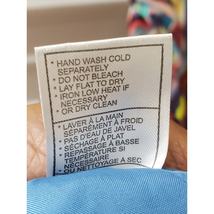 • HAND WASH COLD
SEPARATELY
• DO NOT BLEACH
• LAY FLAT TO DRY
• IRON LOW HEAT IF
NECESSARY
• OR DRY CLEAN
• LAVER À LA MAIN
SÉPARÉMENT À FROID
• PAS D'EAU DE JAVEL
• SÉCHAGE À PLAT
• REPASSAGE À BASSE
TEMPÉRATURE SI
NÉCESSAIRE
• OU NETTOYAGE À SEC